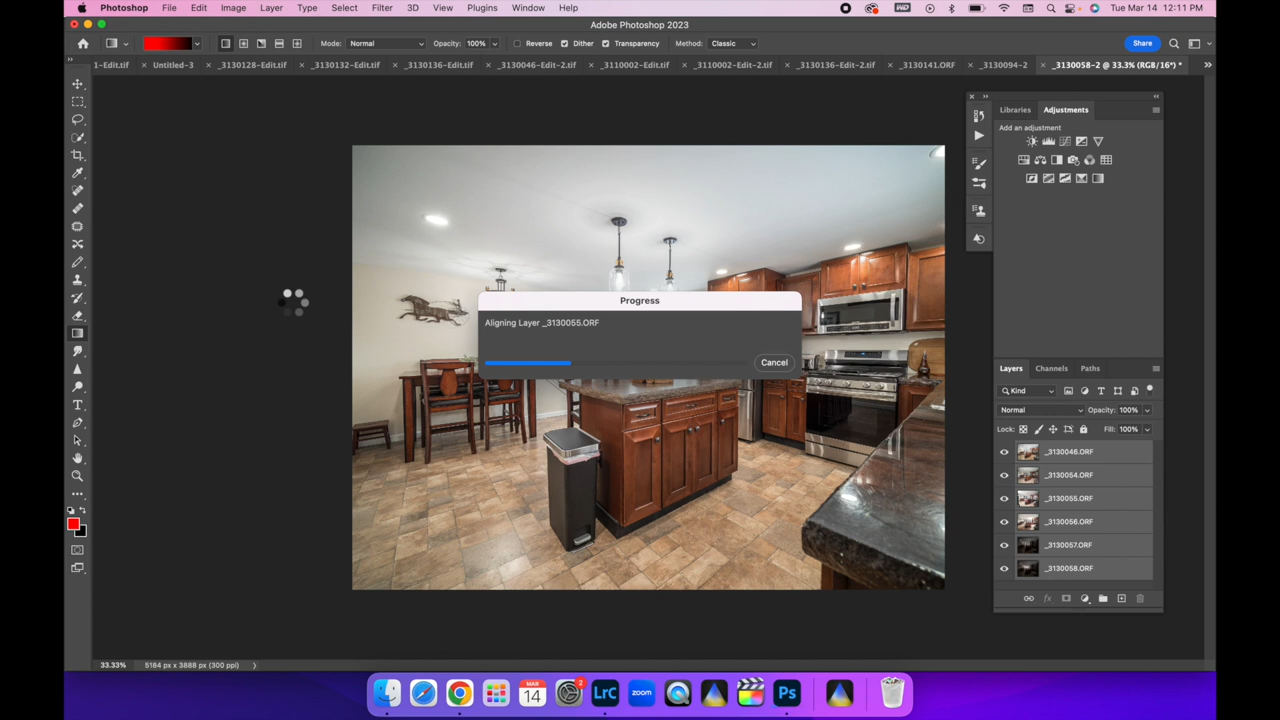 Photoshop File Edit Image Layer Type Select Filter 3D View Plugins Window Help Tue Mar 14 12:11 PM
Adobe Photoshop 2023
Mode: Normal Opacity: 100% Reverse Dither Transparency Method: Classic Share
1-Edit.tif Untitled-3 _3130128-Edit.tif _3130132-Edit.tif _3130136-Edit.tif _3130046-Edit-2.tif _3110002-Edit.tif _3110002-Edit-2.tif _3130136-Edit-2.tif _3130141.ORF _3130094-2 _3130058-2 @ 33.3% (RGB/16*) *
Libraries Adjustments
Add an adjustment
Progress
Aligning Layer _3130055.ORF
Cancel
Layers Channels Paths
Kind
Normal Opacity: 100%
Lock: Fill: 100%
_3130046.ORF
_3130054.ORF
_3130055.ORF
_3130056.ORF
_3130057.ORF
_3130058.ORF
33.33% 5184 px x 3888 px (300 ppi)
MAR
14
2
LrC
zoom
Ps